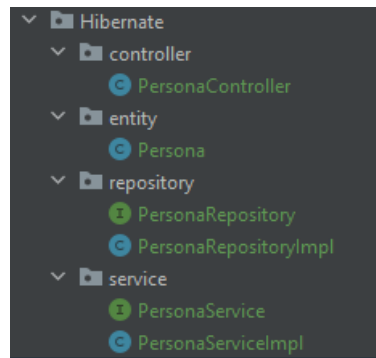 Hibernate
controller
C PersonaController
entity
C Persona
repository
I PersonaRepository
C PersonaRepositoryImpl
service
I PersonaService
C PersonaServiceImpl